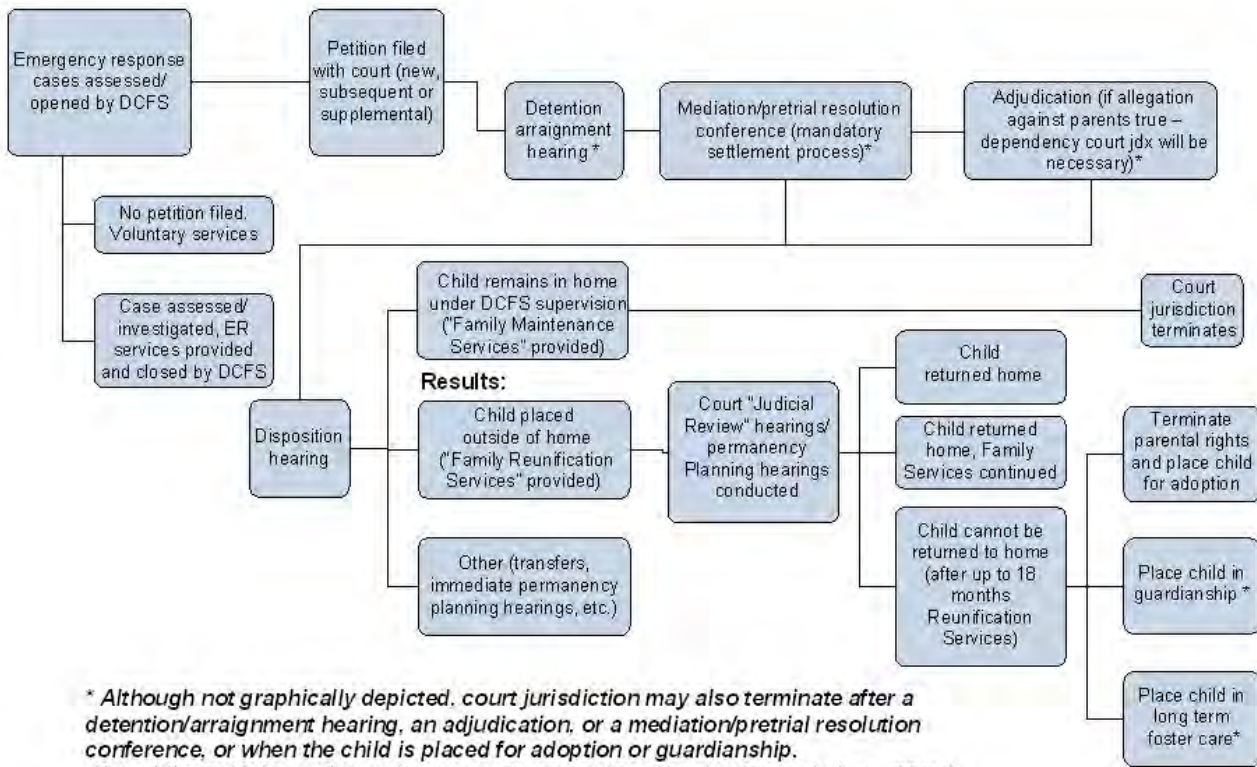 Emergency response
cases assessed/
opened by DCFS
Petition filed
with court (new,
subsequent or
supplemental)
Detention
arraignment
hearing *
Mediation/pretrial resolution
conference (mandatory
settlement process)*
Adjudication (if allegation
against parents true –
dependency court jdx will be
necessary)*
No petition filed.
Voluntary services
Case assessed/
investigated, ER
services provided
and closed by DCFS
Disposition
hearing
Child remains in home
under DCFS supervision
("Family Maintenance
Services" provided)
Court
jurisdiction
terminates
Results:
Child placed
outside of home
("Family Reunification
Services" provided)
Other (transfers,
immediate permanency
planning hearings, etc.)
Court "Judicial
Review" hearings/
permanency
Planning hearings
conducted
Child
returned home
Child returned
home, Family
Services continued
Child cannot be
returned to home
(after up to 18
months
Reunification
Services)
Terminate
parental rights
and place child
for adoption
Place child in
guardianship *
Place child in
long term
foster care*
* Although not graphically depicted, court jurisdiction may also terminate after a
detention/arraignment hearing, an adjudication, or a mediation/pretrial resolution
conference, or when the child is placed for adoption or guardianship.